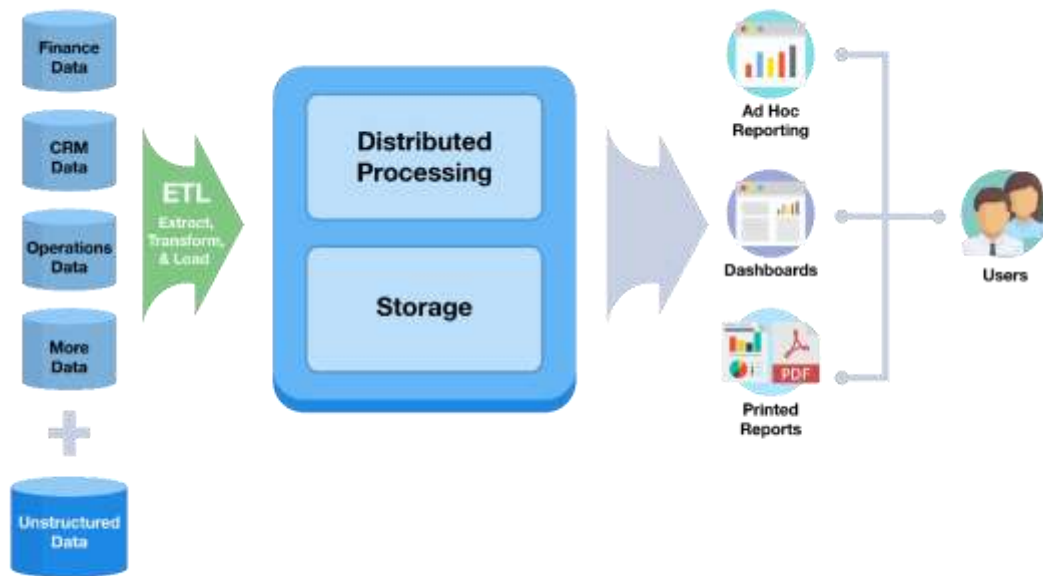 Finance
Data
CRM
Data
Operations
Data
More
Data
Unstructured
Data
ETL
Extract,
Transform,
& Load
Distributed
Processing
Storage
Ad Hoc
Reporting
Dashboards
PDF
Printed
Reports
Users